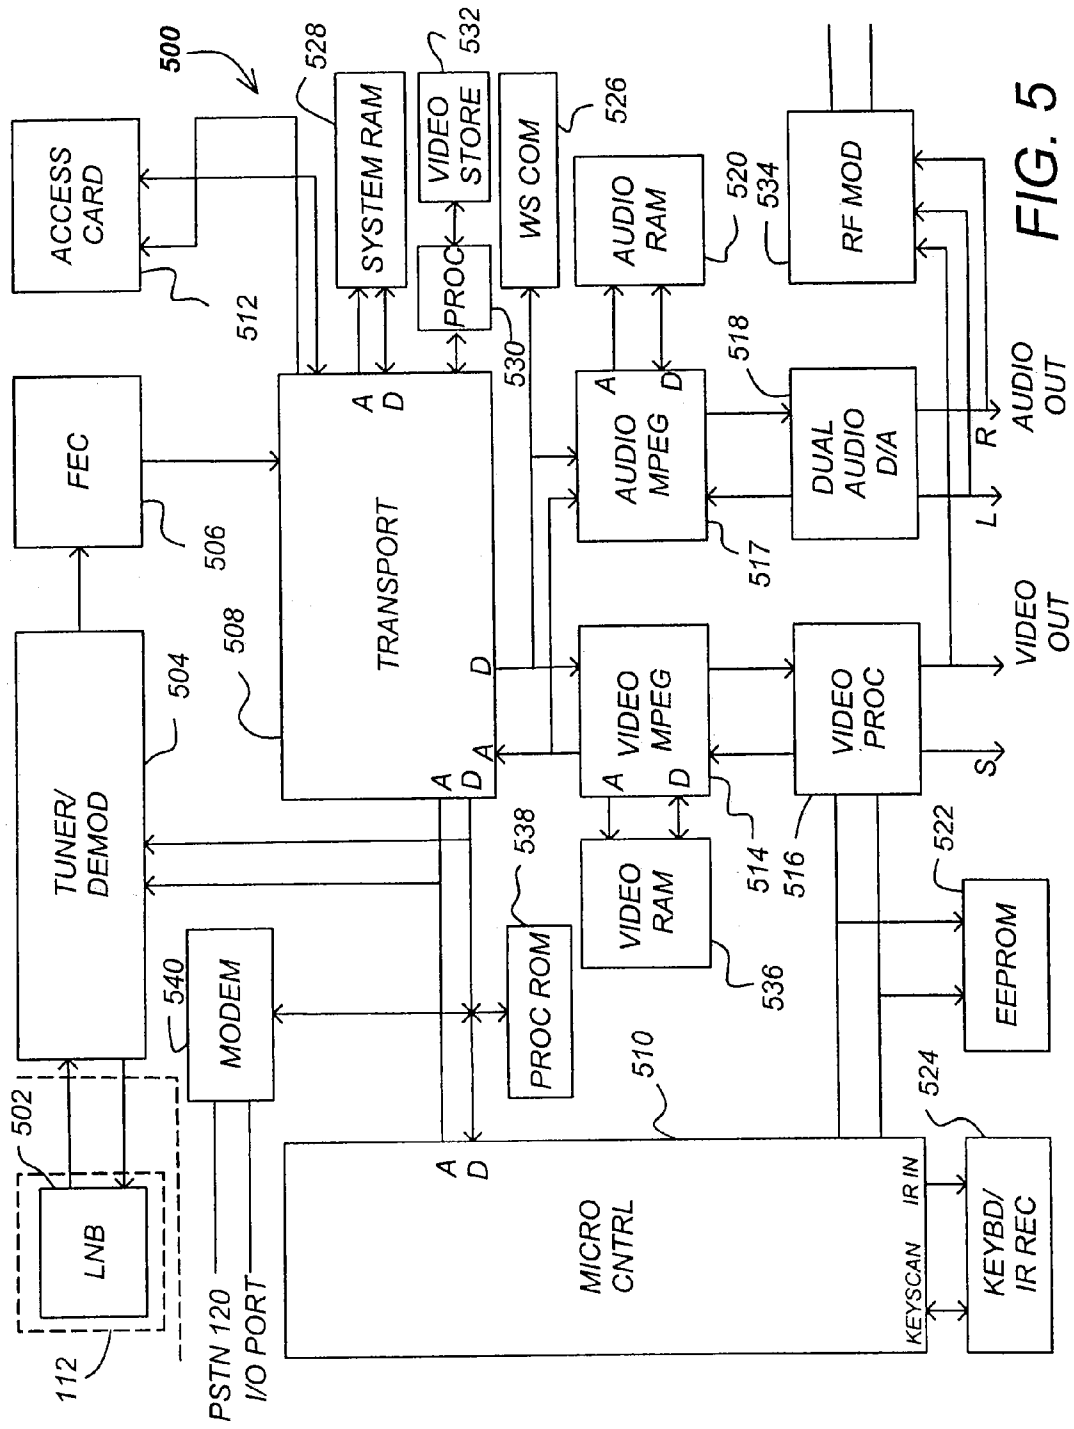 112
502
LNB
TUNER/
DEMOD
504
FEC
506
ACCESS
CARD
512
500
PSTN 120
I/O PORT
540
MODEM
508
TRANSPORT
A
D
A
D
A
D
528
SYSTEM RAM
532
VIDEO
STORE
PROC
530
WS COM
526
510
MICRO
CNTRL
A
D
KEYSCAN
IR IN
538
PROC ROM
VIDEO
RAM
536
VIDEO
MPEG
A
D
514
AUDIO
MPEG
A
D
517
AUDIO
RAM
520
516
VIDEO
PROC
518
DUAL
AUDIO
D/A
534
RF MOD
524
KEYBD/
IR REC
522
EEPROM
S
VIDEO
OUT
L
R
AUDIO
OUT
FIG. 5